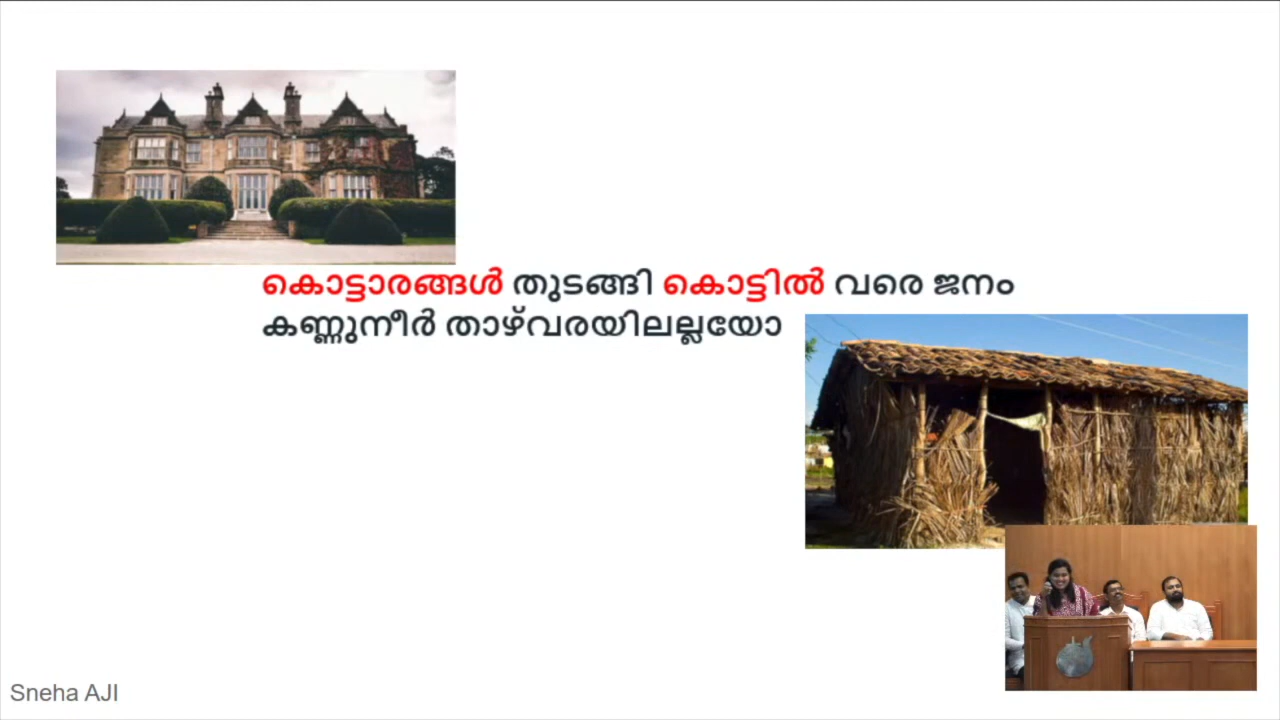 കൊട്ടാരങ്ങൾ തുടങ്ങി കൊട്ടിൽ വരെ ജനം
കണ്ണുനീർ താഴ്‌വരയിലല്ലയോ
Sneha AJI